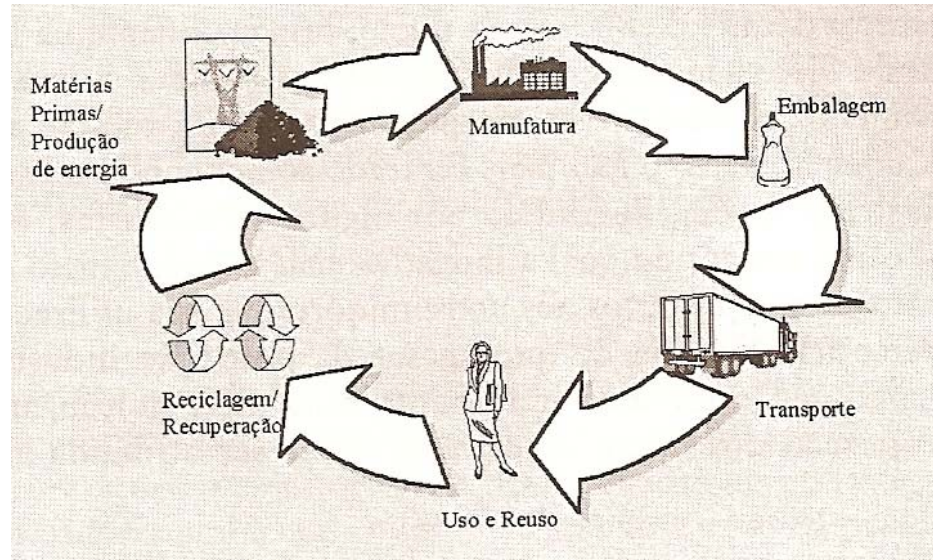 Matérias
Primas/
Produção
de energia
Manufatura
Embalagem
Transporte
Uso e Reuso
Reciclagem/
Recuperação